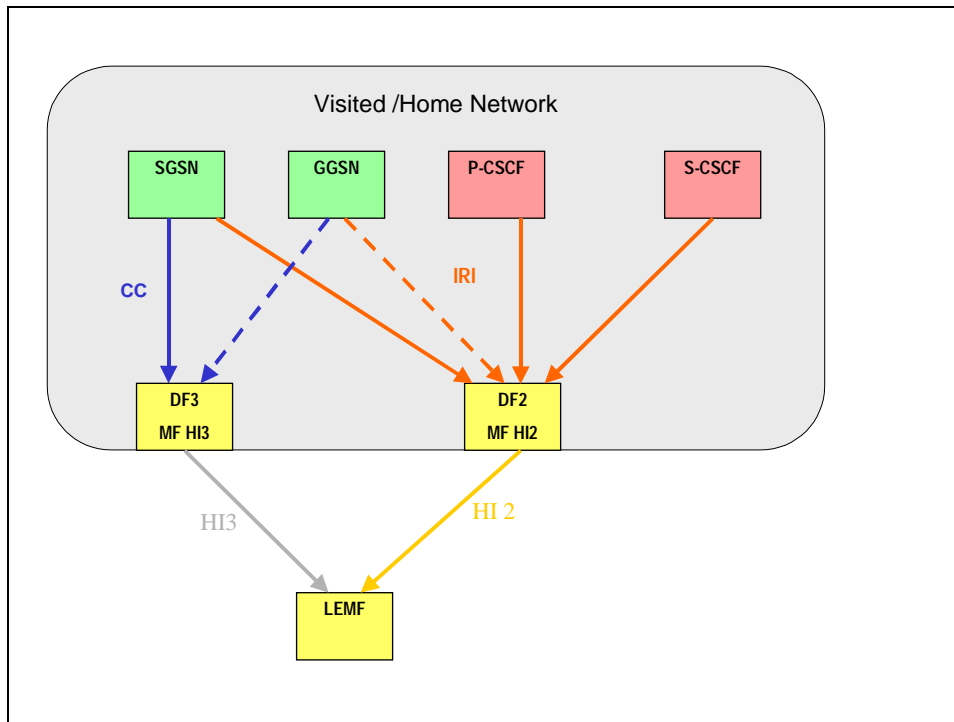 Visited /Home Network
SGSN
GGSN
P-CSCF
S-CSCF
CC
IRI
DF3
MF HI3
DF2
MF HI2
HI3
HI 2
LEMF